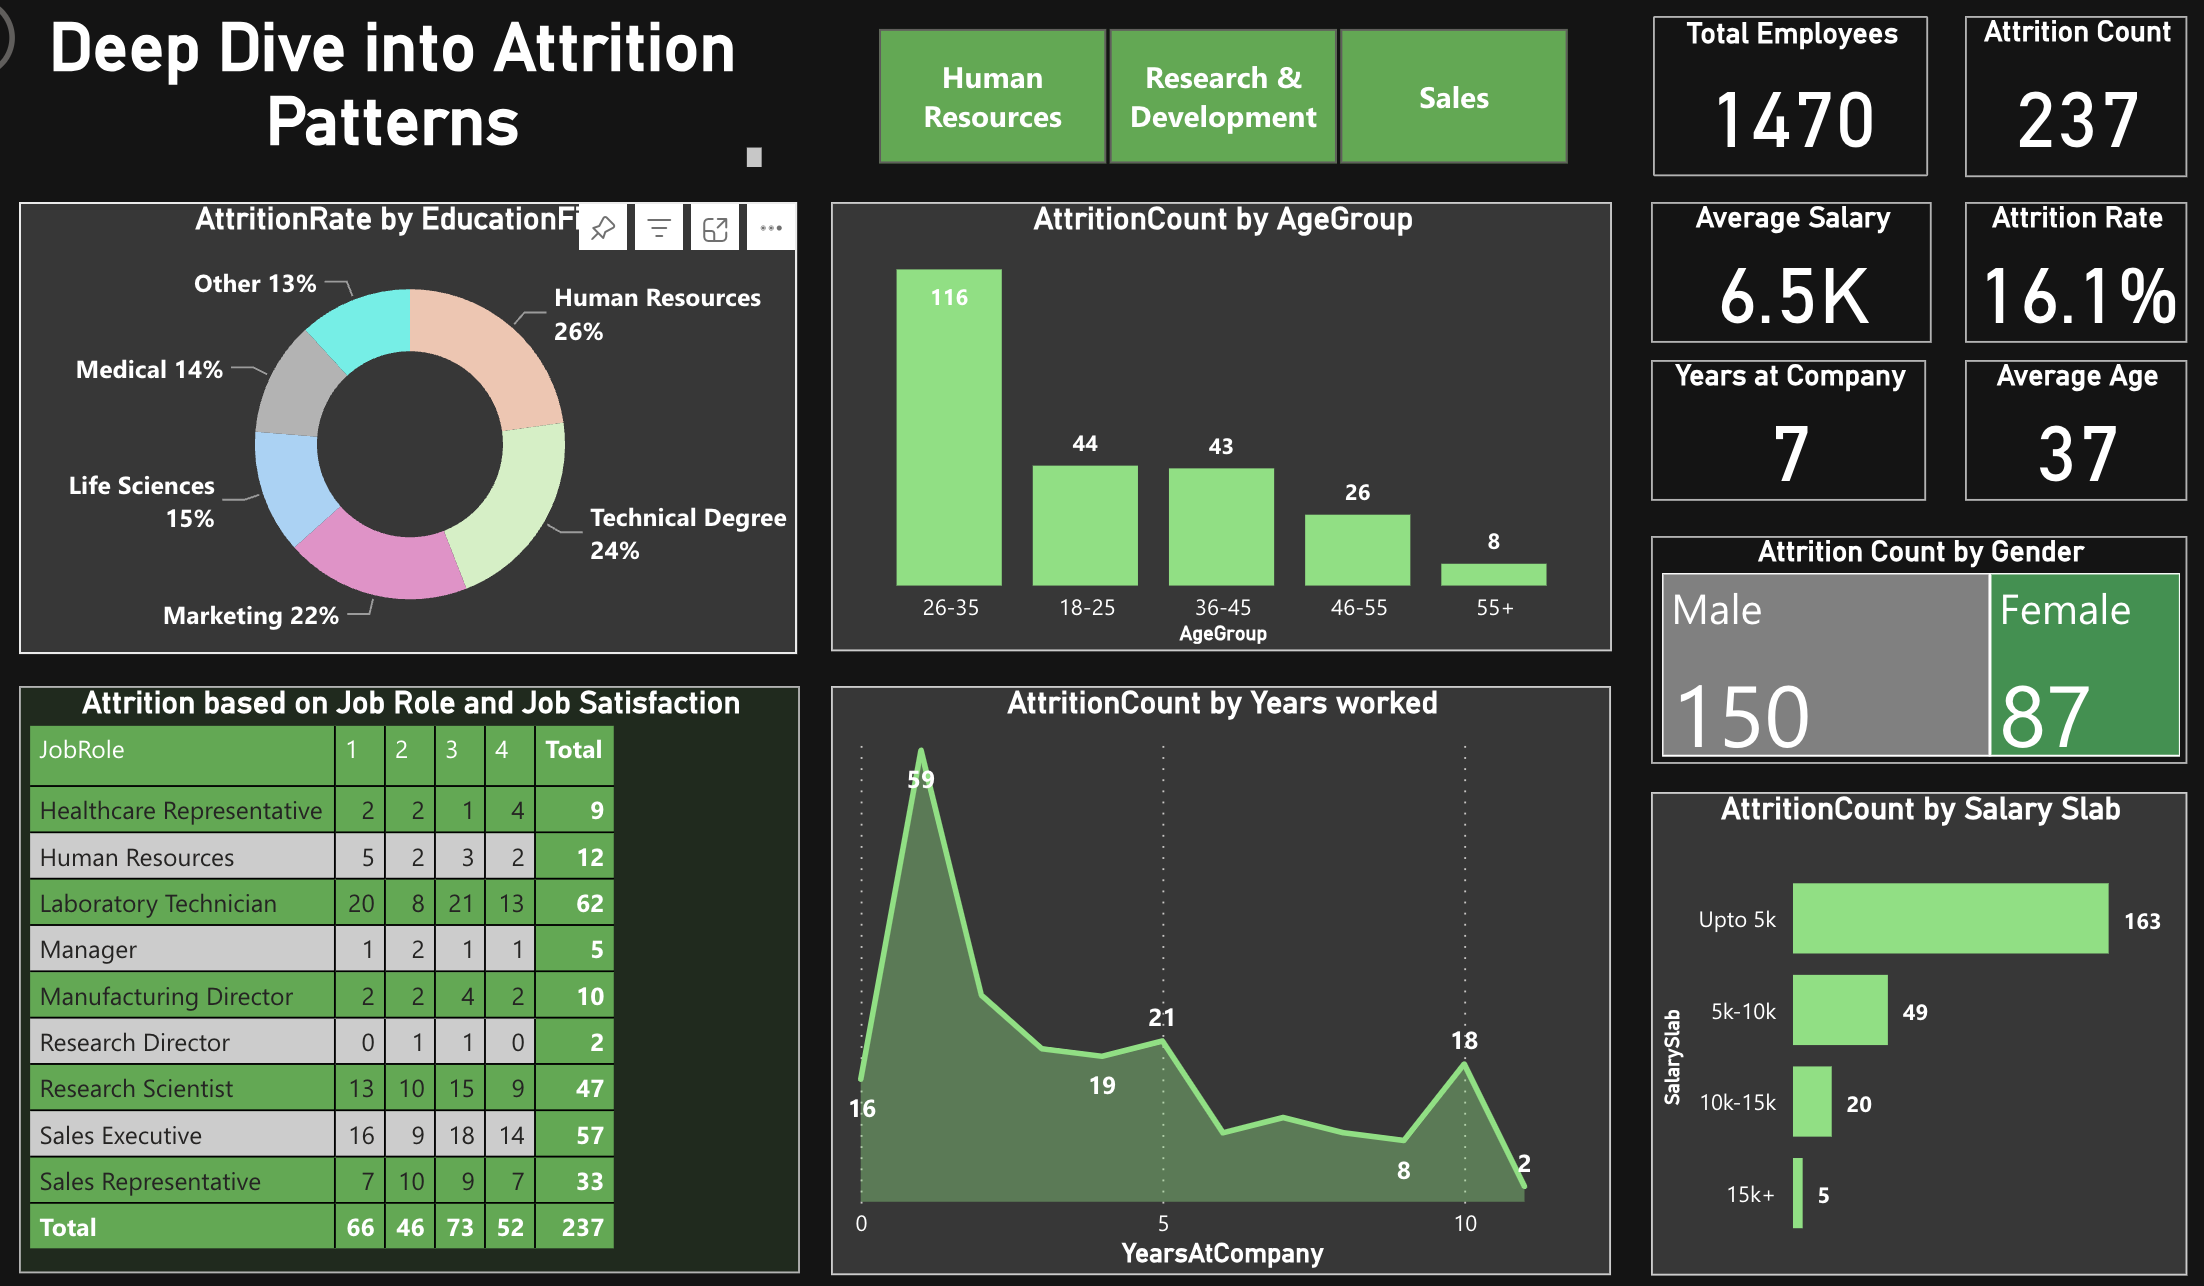 Deep Dive into Attrition
Patterns
Human
Resources
Research &
Development
Sales
Total Employees
1470
Attrition Count
237
Average Salary
6.5K
Attrition Rate
16.1%
Years at Company
7
Average Age
37
AttritionRate by EducationFi
Other 13%
Human Resources
26%
Medical 14%
Life Sciences
15%
Technical Degree
24%
Marketing 22%
AttritionCount by AgeGroup
116
44
43
26
8
26-35
18-25
36-45
46-55
55+
AgeGroup
Attrition Count by Gender
Male
150
Female
87
Attrition based on Job Role and Job Satisfaction
JobRole 1 2 3 4 Total
Healthcare Representative 2 2 1 4 9
Human Resources 5 2 3 2 12
Laboratory Technician 20 8 21 13 62
Manager 1 2 1 1 5
Manufacturing Director 2 2 4 2 10
Research Director 0 1 1 0 2
Research Scientist 13 10 15 9 47
Sales Executive 16 9 18 14 57
Sales Representative 7 10 9 7 33
Total 66 46 73 52 237
AttritionCount by Years worked
59
21
18
19
16
8
2
0
5
10
YearsAtCompany
AttritionCount by Salary Slab
SalarySlab
Upto 5k 163
5k-10k 49
10k-15k 20
15k+ 5